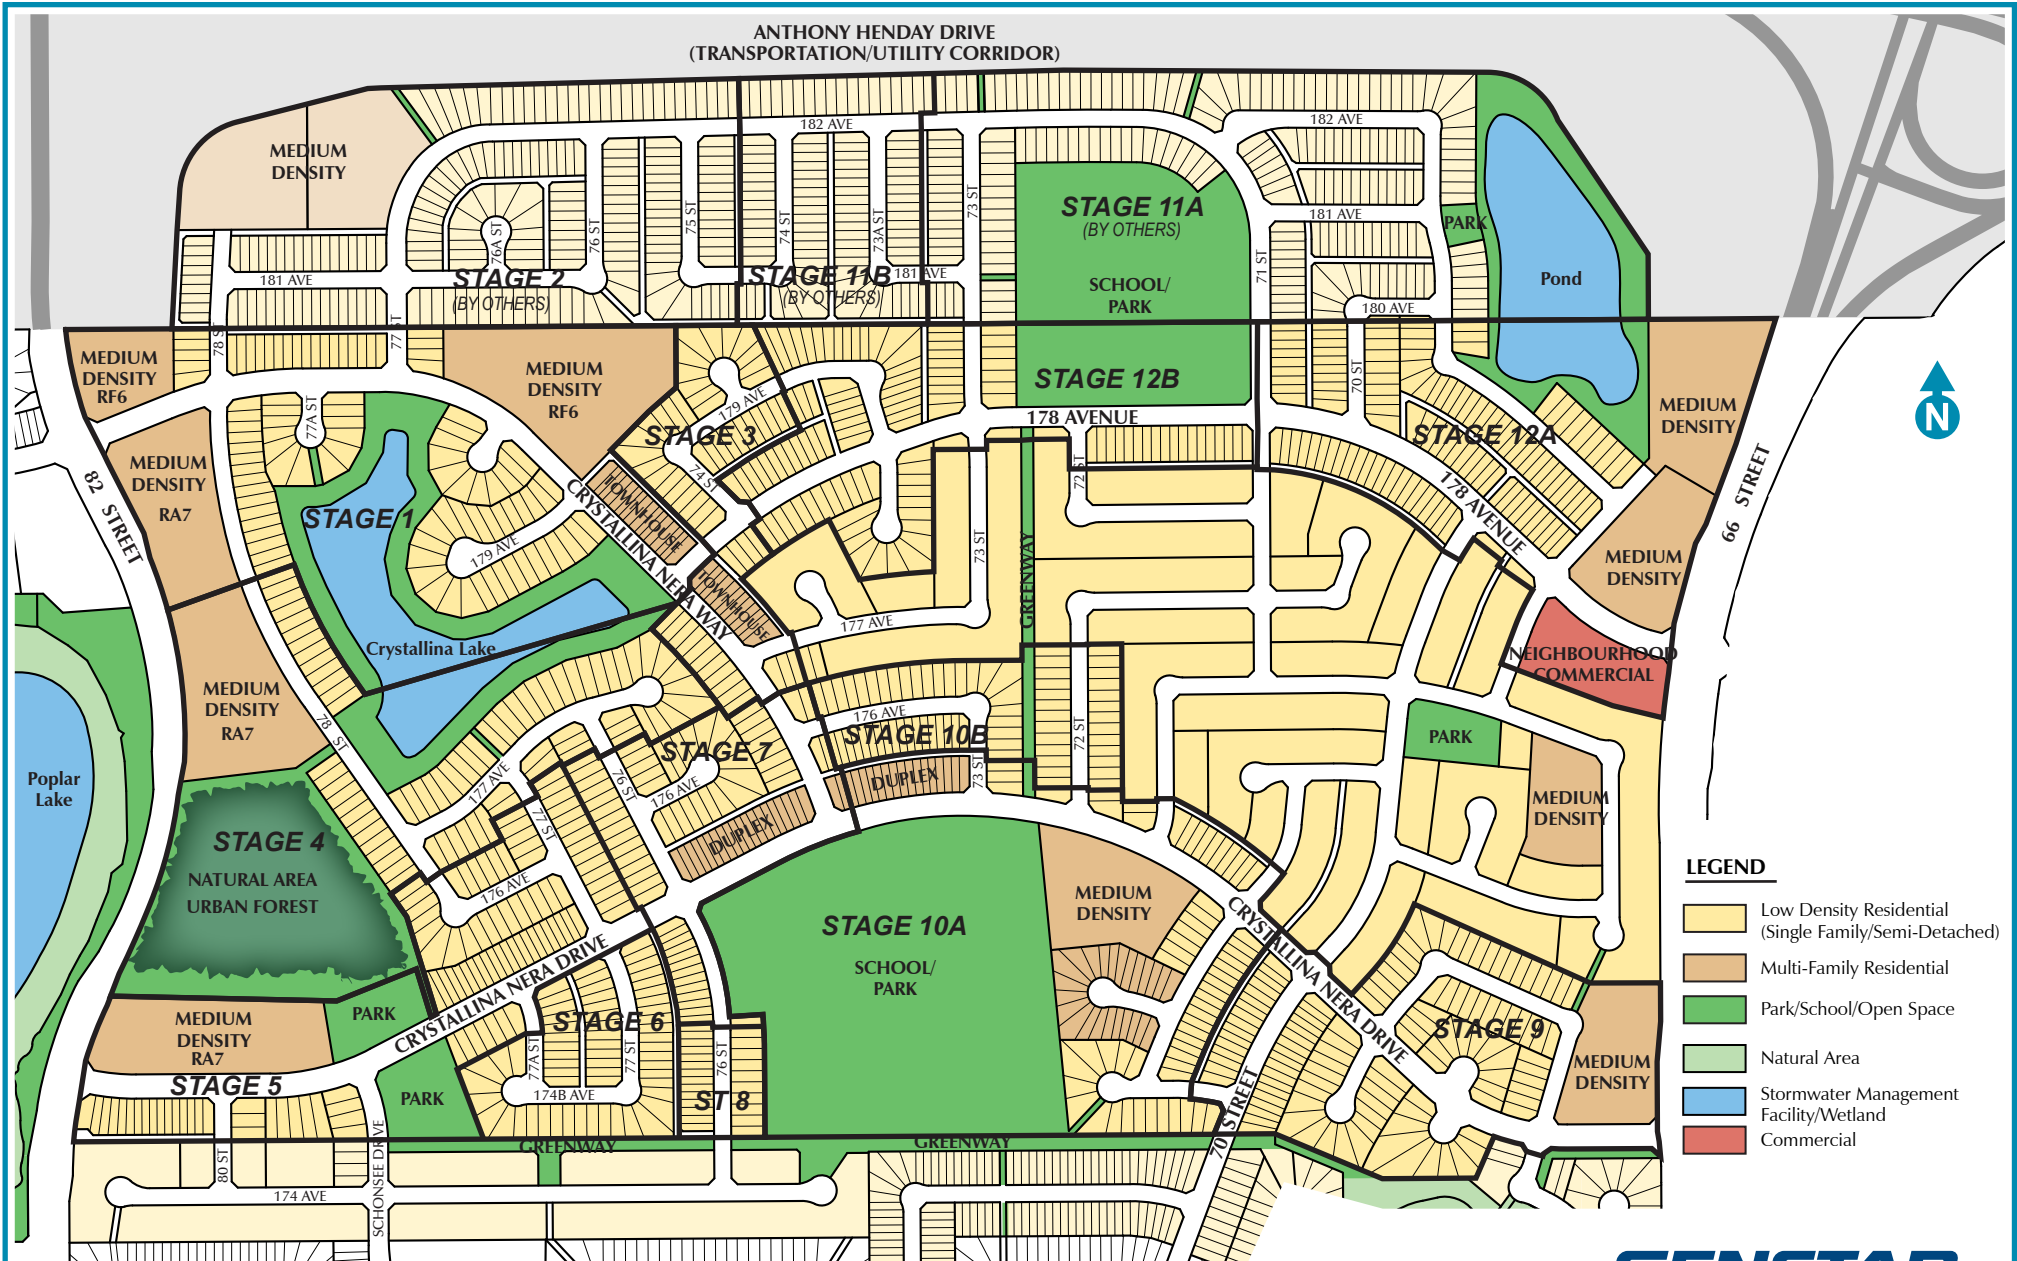 ANTHONY HENDAY DRIVE
(TRANSPORTATION/UTILITY CORRIDOR)
182 AVE
182 AVE
MEDIUM
DENSITY
76A ST
76 ST
75 ST
74 ST
73A ST
73 ST
STAGE 11A
(BY OTHERS)
SCHOOL/
PARK
181 AVE
PARK
71 ST
Pond
181 AVE
STAGE 2
(BY OTHERS)
STAGE 11B
(BY OTHERS)
181 AVE
180 AVE
78 ST
77 ST
MEDIUM
DENSITY
RF6
MEDIUM
DENSITY
RF6
STAGE 12B
70 ST
179 AVE
77A ST
STAGE 3
178 AVENUE
STAGE 12A
MEDIUM
DENSITY
N
MEDIUM
DENSITY
RA7
74 ST
72 ST
82 STREET
STAGE 1
CRYSTALLINA NERA WAY
TOWNHOUSE
178 AVENUE
66 STREET
179 AVE
73 ST
GREENWAY
MEDIUM
DENSITY
TOWNHOUSE
177 AVE
Crystallina Lake
NEIGHBOURHOOD
COMMERCIAL
MEDIUM
DENSITY
RA7
78 ST
176 AVE
STAGE 10B
72 ST
PARK
STAGE 7
DUPLEX
73 ST
Poplar
Lake
177 AVE
76 ST
176 AVE
MEDIUM
DENSITY
77 ST
DUPLEX
STAGE 4
NATURAL AREA
URBAN FOREST
176 AVE
MEDIUM
DENSITY
CRYSTALLINA NERA DRIVE
STAGE 10A
SCHOOL/
PARK
CRYSTALLINA NERA DRIVE
PARK
MEDIUM
DENSITY
RA7
STAGE 6
STAGE 9
77A ST
77 ST
76 ST
MEDIUM
DENSITY
STAGE 5
PARK
174B AVE
ST 8
70 STREET
GREENWAY
GREENWAY
80 ST
SCHONSEE DRIVE
174 AVE
LEGEND
Low Density Residential
(Single Family/Semi-Detached)
Multi-Family Residential
Park/School/Open Space
Natural Area
Stormwater Management
Facility/Wetland
Commercial
GENSTAR